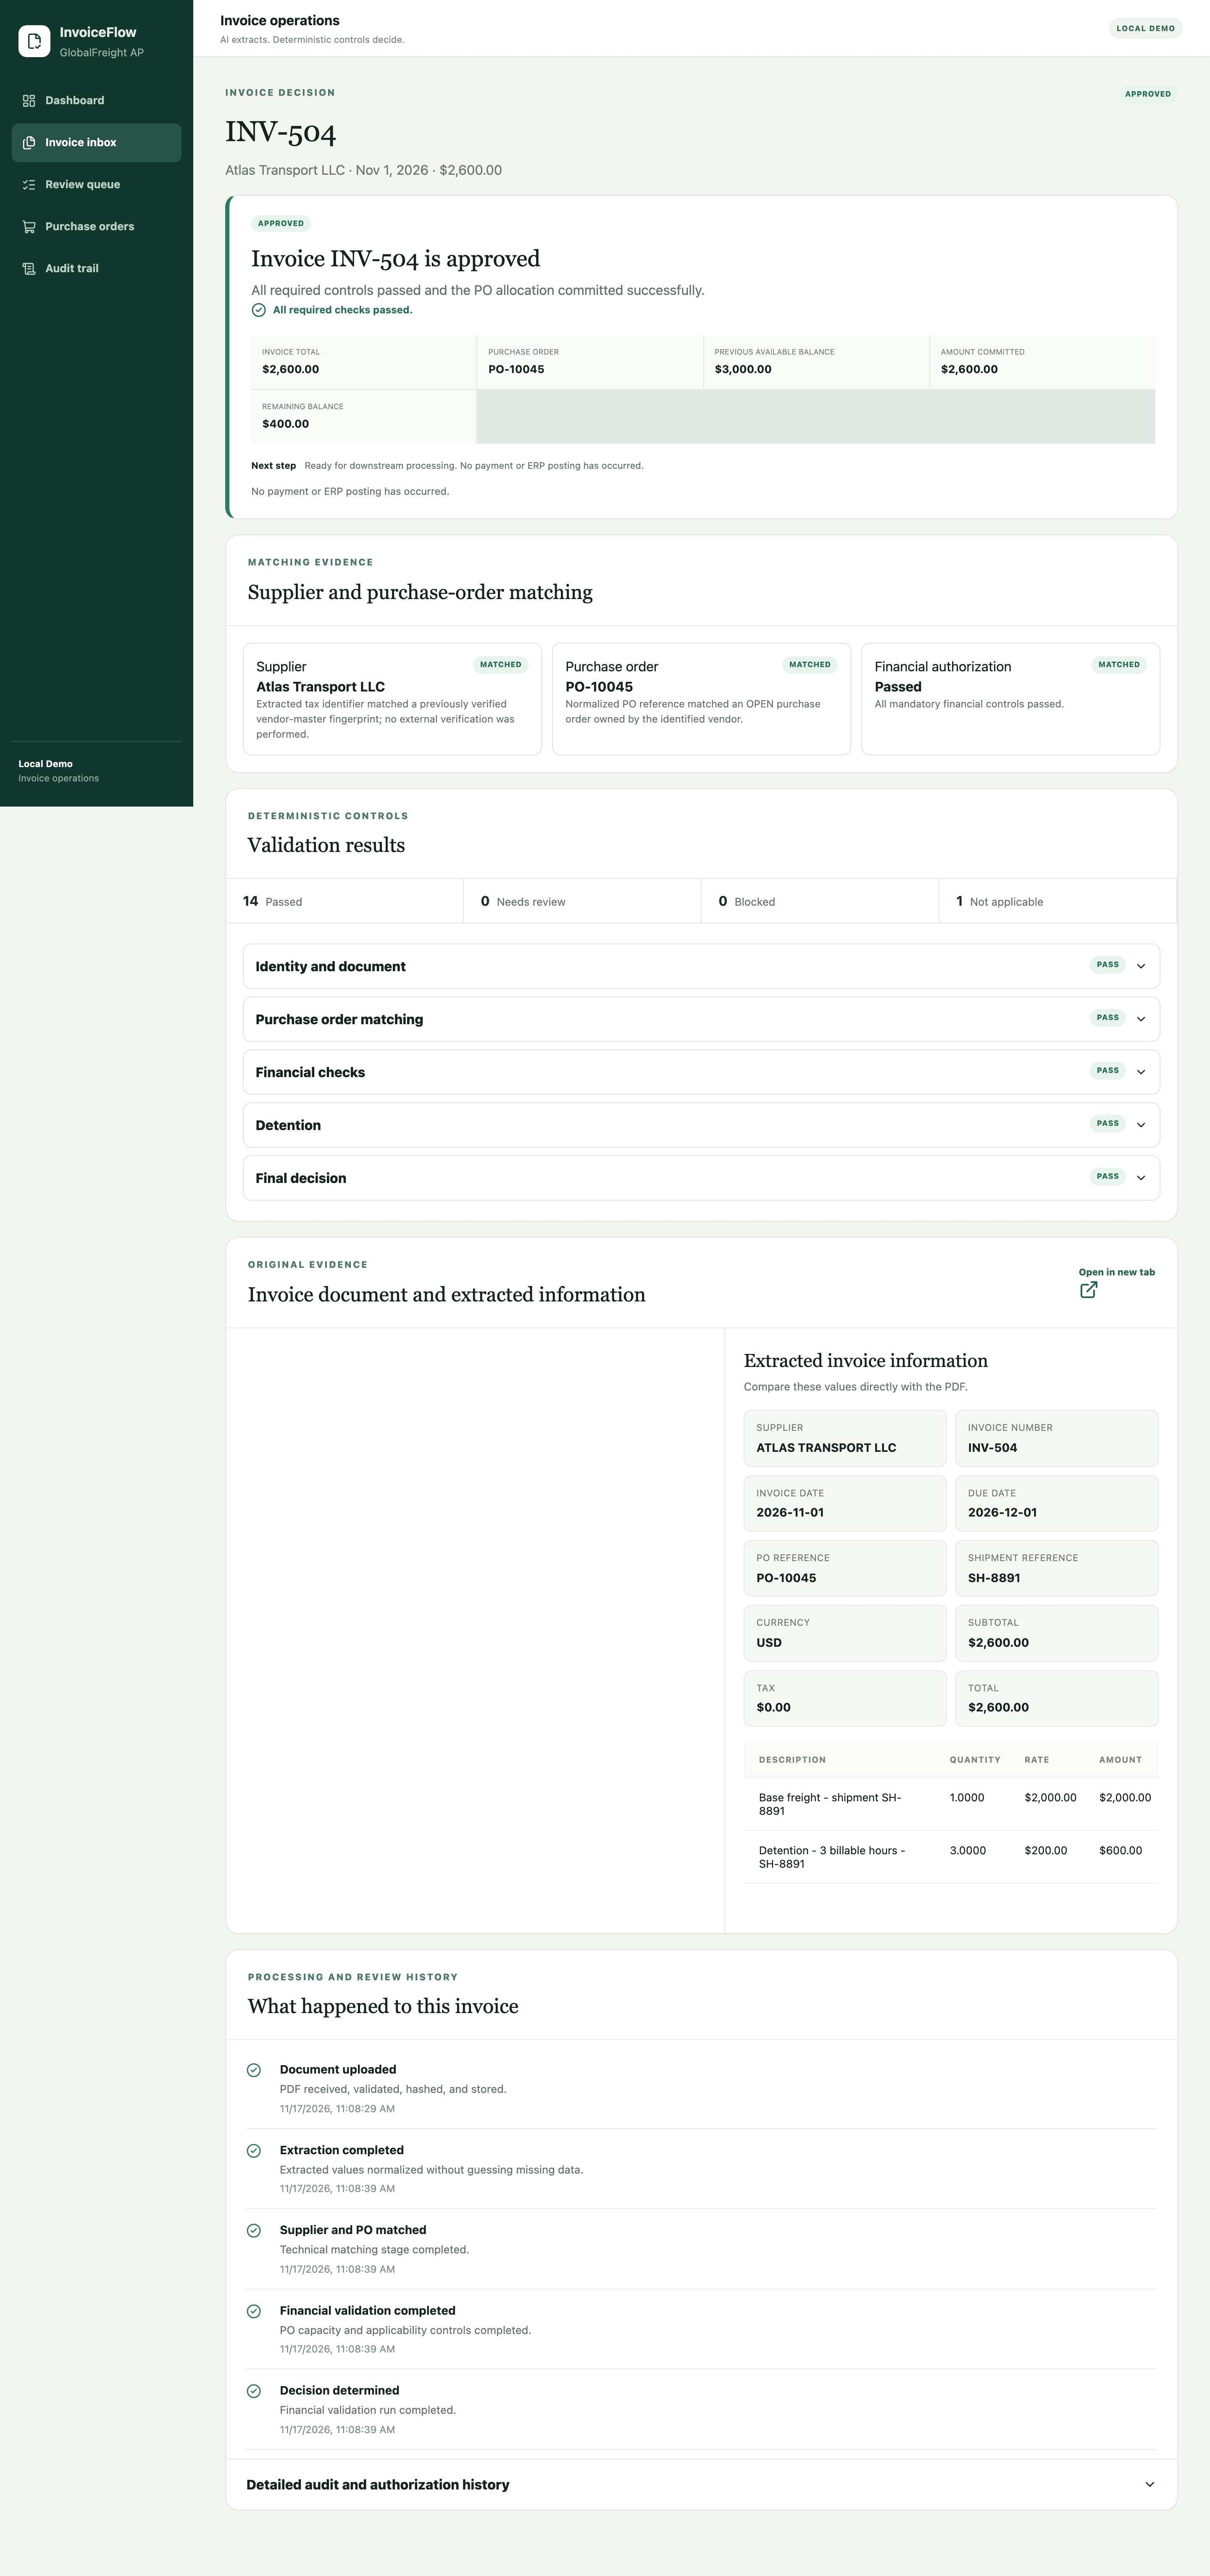 InvoiceFlow
GlobalFreight AP
Dashboard
Invoice inbox
Review queue
Purchase orders
Audit trail
Local Demo
Invoice operations
Invoice operations
AI extracts. Deterministic controls decide.
LOCAL DEMO
INVOICE DECISION
APPROVED
INV-504
Atlas Transport LLC · Nov 1, 2026 · $2,600.00
APPROVED
Invoice INV-504 is approved
All required controls passed and the PO allocation committed successfully.
All required checks passed.
INVOICE TOTAL
$2,600.00
PURCHASE ORDER
PO-10045
PREVIOUS AVAILABLE BALANCE
$3,000.00
AMOUNT COMMITTED
$2,600.00
REMAINING BALANCE
$400.00
Next step Ready for downstream processing. No payment or ERP posting has occurred.
No payment or ERP posting has occurred.
MATCHING EVIDENCE
Supplier and purchase-order matching
Supplier
MATCHED
Atlas Transport LLC
Extracted tax identifier matched a previously verified
vendor-master fingerprint; no external verification was
performed.
Purchase order
MATCHED
PO-10045
Normalized PO reference matched an OPEN purchase
order owned by the identified vendor.
Financial authorization
MATCHED
Passed
All mandatory financial controls passed.
DETERMINISTIC CONTROLS
Validation results
14 Passed
0 Needs review
0 Blocked
1 Not applicable
Identity and document
PASS
Purchase order matching
PASS
Financial checks
PASS
Detention
PASS
Final decision
PASS
ORIGINAL EVIDENCE
Invoice document and extracted information
Open in new tab
Extracted invoice information
Compare these values directly with the PDF.
SUPPLIER
ATLAS TRANSPORT LLC
INVOICE NUMBER
INV-504
INVOICE DATE
2026-11-01
DUE DATE
2026-12-01
PO REFERENCE
PO-10045
SHIPMENT REFERENCE
SH-8891
CURRENCY
USD
SUBTOTAL
$2,600.00
TAX
$0.00
TOTAL
$2,600.00
DESCRIPTION QUANTITY RATE AMOUNT
Base freight - shipment SH- 1.0000 $2,000.00 $2,000.00
8891
Detention - 3 billable hours - 3.0000 $200.00 $600.00
SH-8891
PROCESSING AND REVIEW HISTORY
What happened to this invoice
Document uploaded
PDF received, validated, hashed, and stored.
11/17/2026, 11:08:29 AM
Extraction completed
Extracted values normalized without guessing missing data.
11/17/2026, 11:08:39 AM
Supplier and PO matched
Technical matching stage completed.
11/17/2026, 11:08:39 AM
Financial validation completed
PO capacity and applicability controls completed.
11/17/2026, 11:08:39 AM
Decision determined
Financial validation run completed.
11/17/2026, 11:08:39 AM
Detailed audit and authorization history